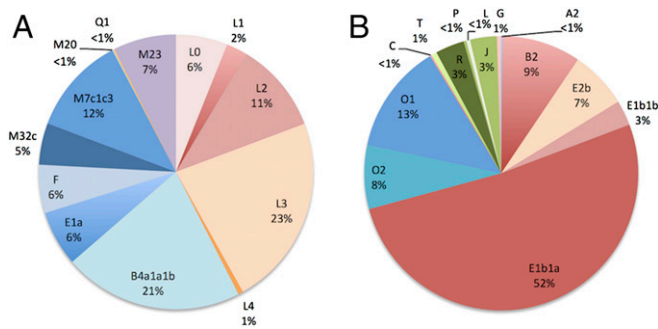 A
L0
6%
L1
2%
L2
11%
L3
23%
L4
1%
B4a1a1b
21%
E1a
6%
F
6%
M32c
5%
M7c1c3
12%
M20
<1%
Q1
<1%
M23
7%
B
A2
<1%
B2
9%
E2b
7%
E1b1b
3%
E1b1a
52%
O2
8%
O1
13%
C
<1%
T
1%
R
3%
P
<1%
L
<1%
J
3%
G
1%